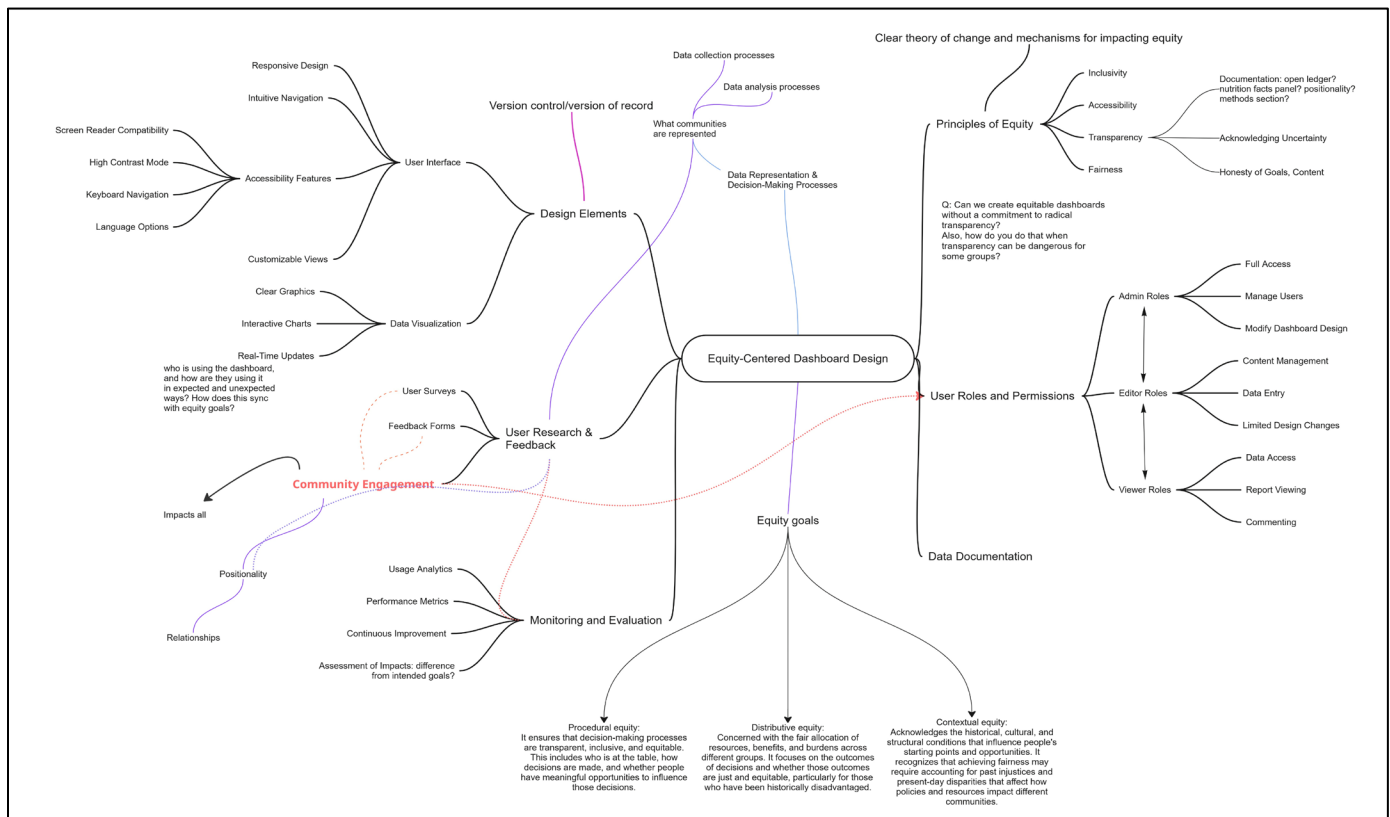 Clear theory of change and mechanisms for impacting equity
Data collection processes
Data analysis processes
Version control/version of record
What communities
are represented
Data Representation &
Decision-Making Processes
Responsive Design
Intuitive Navigation
Screen Reader Compatibility
High Contrast Mode
Keyboard Navigation
Language Options
Accessibility Features
User Interface
Customizable Views
Design Elements
Clear Graphics
Interactive Charts
Real-Time Updates
Data Visualization
who is using the dashboard,
and how are they using it
in expected and unexpected
ways? How does this sync
with equity goals?
User Surveys
Feedback Forms
Community Engagement
User Research &
Feedback
Impacts all
Positionality
Relationships
Usage Analytics
Performance Metrics
Continuous Improvement
Assessment of Impacts: difference
from intended goals?
Monitoring and Evaluation
Equity-Centered Dashboard Design
Principles of Equity
Inclusivity
Accessibility
Transparency
Fairness
Documentation: open ledger?
nutrition facts panel? positionality?
methods section?
Acknowledging Uncertainty
Honesty of Goals, Content
Q: Can we create equitable dashboards
without a commitment to radical
transparency?
Also, how do you do that when
transparency can be dangerous for
some groups?
User Roles and Permissions
Admin Roles
Full Access
Manage Users
Modify Dashboard Design
Editor Roles
Content Management
Data Entry
Limited Design Changes
Viewer Roles
Data Access
Report Viewing
Commenting
Data Documentation
Equity goals
Procedural equity:
It ensures that decision-making processes
are transparent, inclusive, and equitable.
This includes who is at the table, how
decisions are made, and whether people
have meaningful opportunities to influence
those decisions.
Distributive equity:
Concerned with the fair allocation of
resources, benefits, and burdens across
different groups. It focuses on the outcomes
of decisions and whether those outcomes
are just and equitable, particularly for those
who have been historically disadvantaged.
Contextual equity:
Acknowledges the historical, cultural, and
structural conditions that influence people's
starting points and opportunities. It
recognizes that achieving fairness may
require accounting for past injustices and
present-day disparities that affect how
policies and resources impact different
communities.